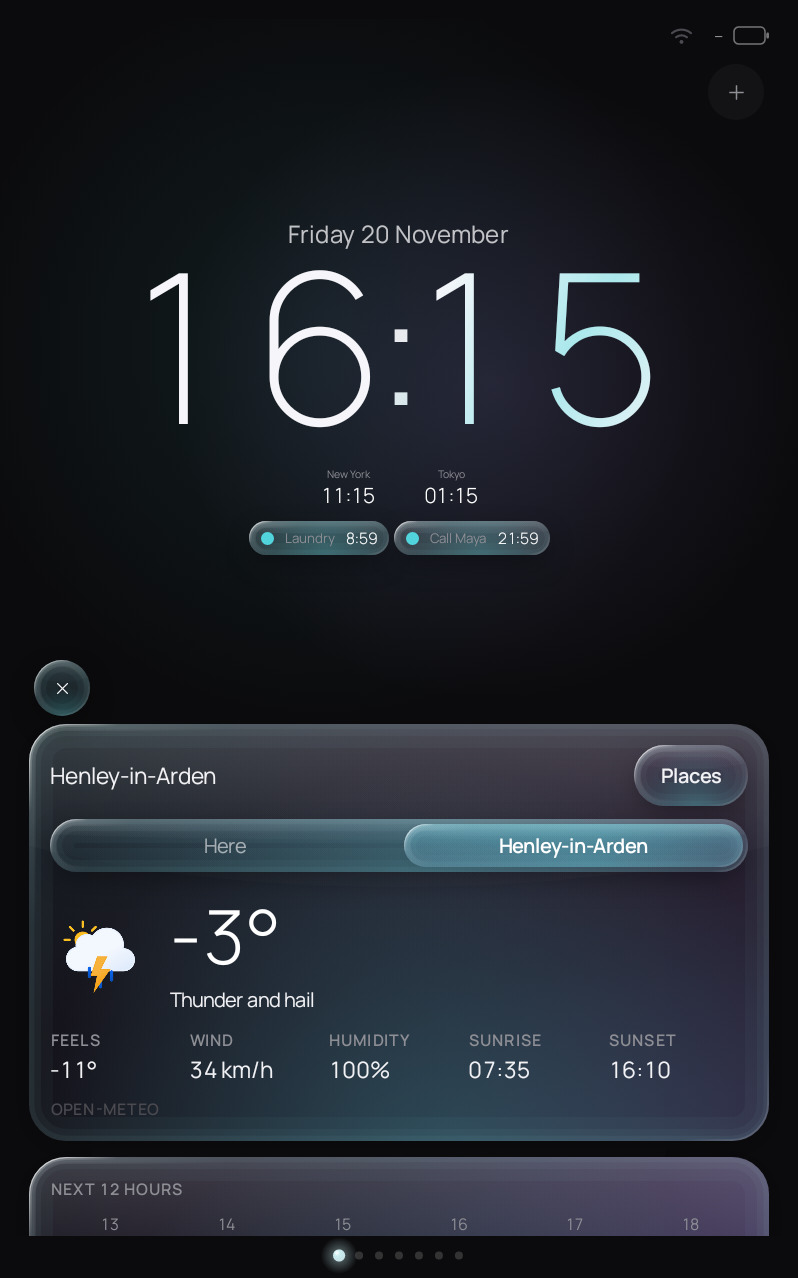 –
+
Friday 20 November
16:15
New York Tokyo
11:15 01:15
Laundry 8:59 Call Maya 21:59
×
Henley-in-Arden Places
Here Henley-in-Arden
-3°
Thunder and hail
FEELS WIND HUMIDITY SUNRISE SUNSET
-11° 34 km/h 100% 07:35 16:10
OPEN-METEO
NEXT 12 HOURS
13 14 15 16 17 18